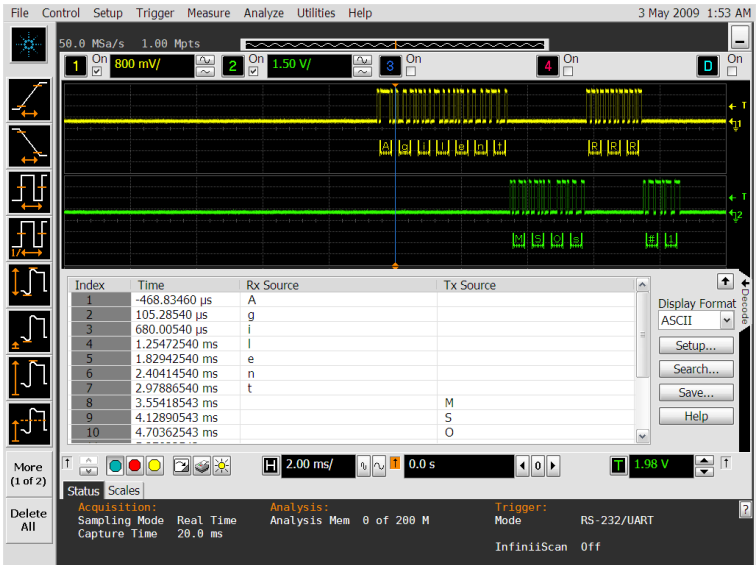 File Control Setup Trigger Measure Analyze Utilities Help 3 May 2009 1:53 AM
50.0 MSa/s 1.00 Mpts
1 On 800 mV/ 2 On 1.50 V/ 3 On 4 On D On
T
1
A g i l e n t R R R
T
2
M S O s # 1
Index Time Rx Source Tx Source
1 -468.83460 µs A
2 105.28540 µs g
3 680.00540 µs i
4 1.25472540 ms l
5 1.82942540 ms e
6 2.40414540 ms n
7 2.97886540 ms t
8 3.55418543 ms M
9 4.12890543 ms S
10 4.70362543 ms O
Decode
Display Format
ASCII
Setup...
Search...
Save...
Help
1/
More
(1 of 2)
Delete
All
H 2.00 ms/ 0.0 s 0 T 1.98 V
Status Scales
Acquisition: Analysis: Trigger:
Sampling Mode Real Time Analysis Mem 0 of 200 M Mode RS-232/UART
Capture Time 20.0 ms
InfiniiScan Off
?